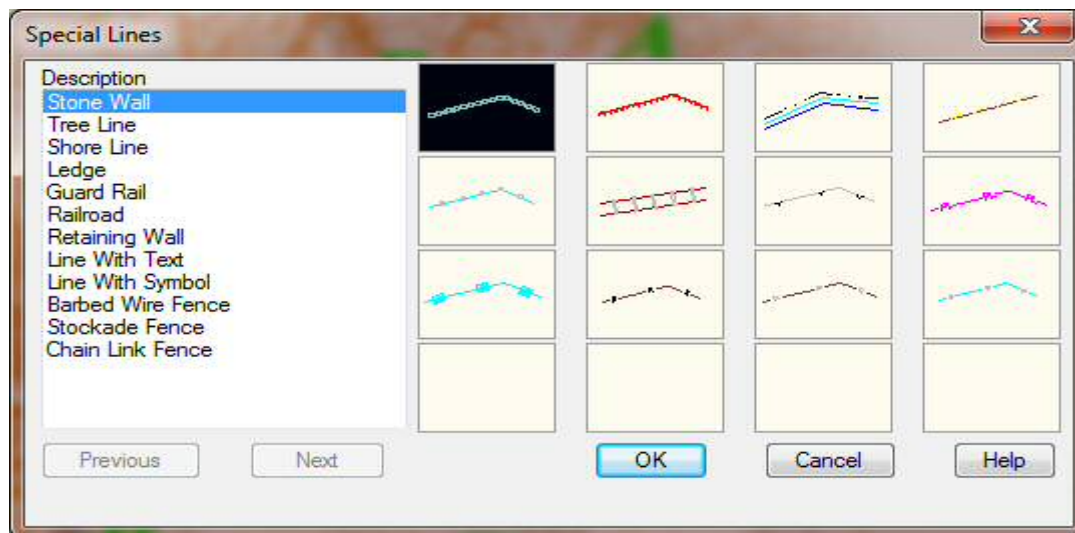 Special Lines
Description
Stone Wall
Tree Line
Shore Line
Ledge
Guard Rail
Railroad
Retaining Wall
Line With Text
Line With Symbol
Barbed Wire Fence
Stockade Fence
Chain Link Fence
Previous
Next
OK
Cancel
Help